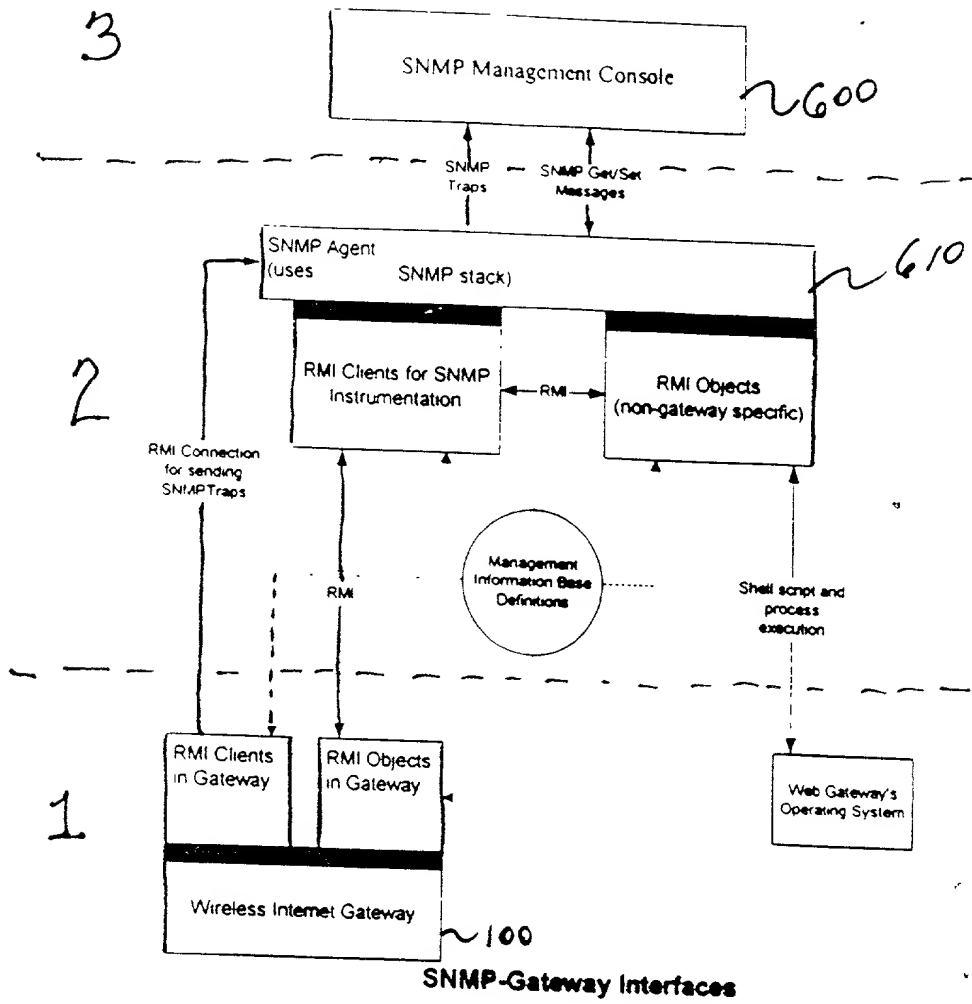 3
SNMP Management Console
600
SNMP
Traps
SNMP Get/Set
Messages
SNMP Agent
(uses SNMP stack)
610
2
RMI Clients for SNMP
Instrumentation
RMI
RMI Objects
(non-gateway specific)
RMI Connection
for sending
SNMPTraps
RMI
Management
Information Base
Definitions
Shell script and
process
execution
1
RMI Clients
in Gateway
RMI Objects
in Gateway
Web Gateway's
Operating System
Wireless Internet Gateway
100
SNMP-Gateway Interfaces